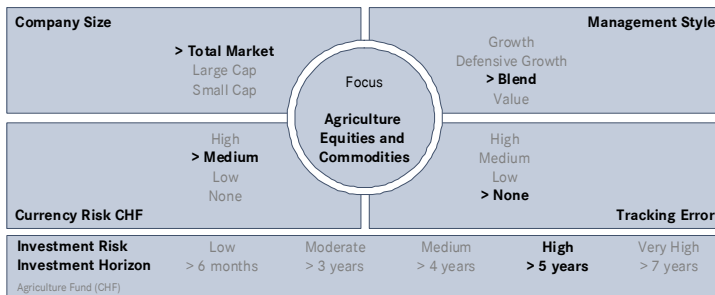 Company Size
> Total Market
Large Cap
Small Cap
Management Style
Growth
Defensive Growth
> Blend
Value
Focus
Agriculture
Equities and
Commodities
High
> Medium
Low
None
Currency Risk CHF
High
Medium
Low
> None
Tracking Error
Investment Risk Low Moderate Medium High Very High
Investment Horizon > 6 months > 3 years > 4 years > 5 years > 7 years
Agriculture Fund (CHF)